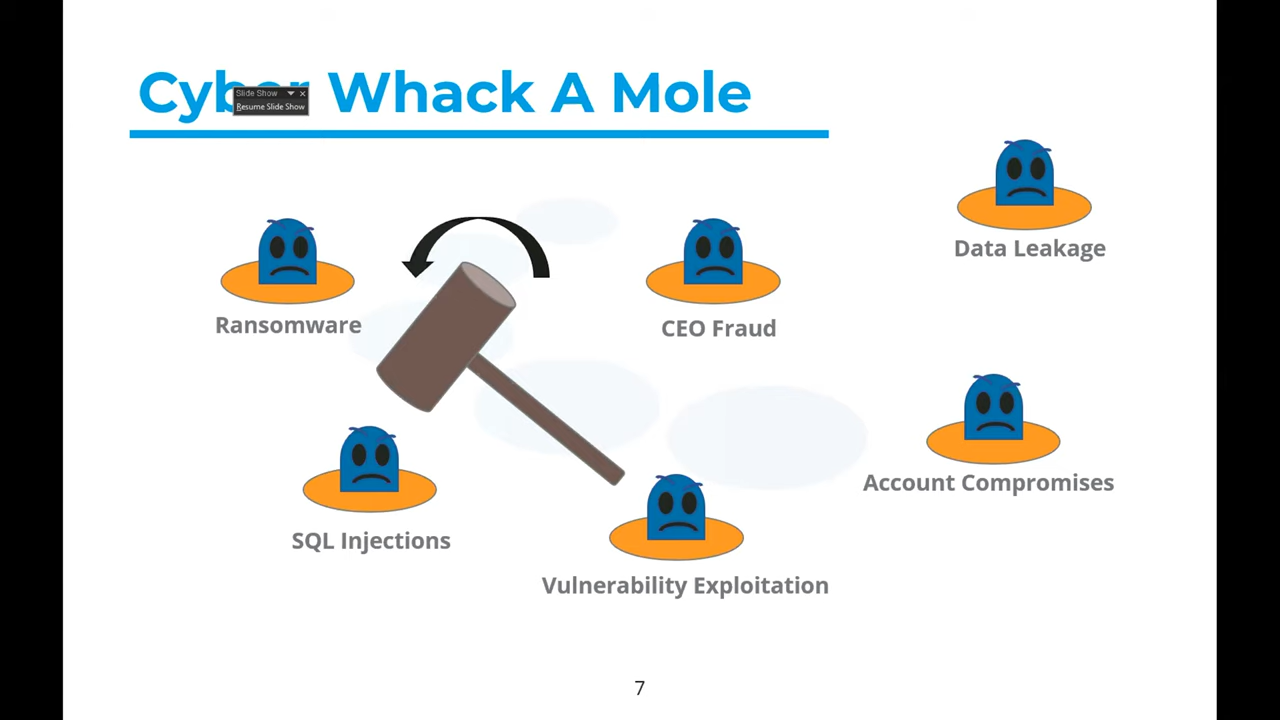 Cyber Whack A Mole
Slide Show
Resume Slide Show
Data Leakage
Ransomware
CEO Fraud
Account Compromises
SQL Injections
Vulnerability Exploitation
7